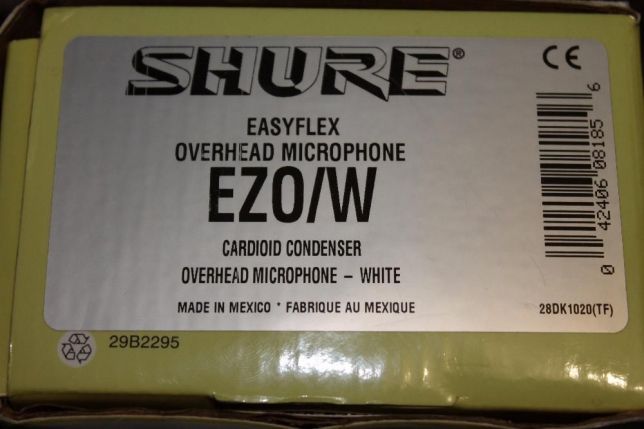 SHURE®
CE
EASYFLEX
OVERHEAD MICROPHONE
EZO/W
CARDIOID CONDENSER
OVERHEAD MICROPHONE – WHITE
MADE IN MEXICO * FABRIQUE AU MEXIQUE
0 42406 08185 6
28DK1020(TF)
29B2295